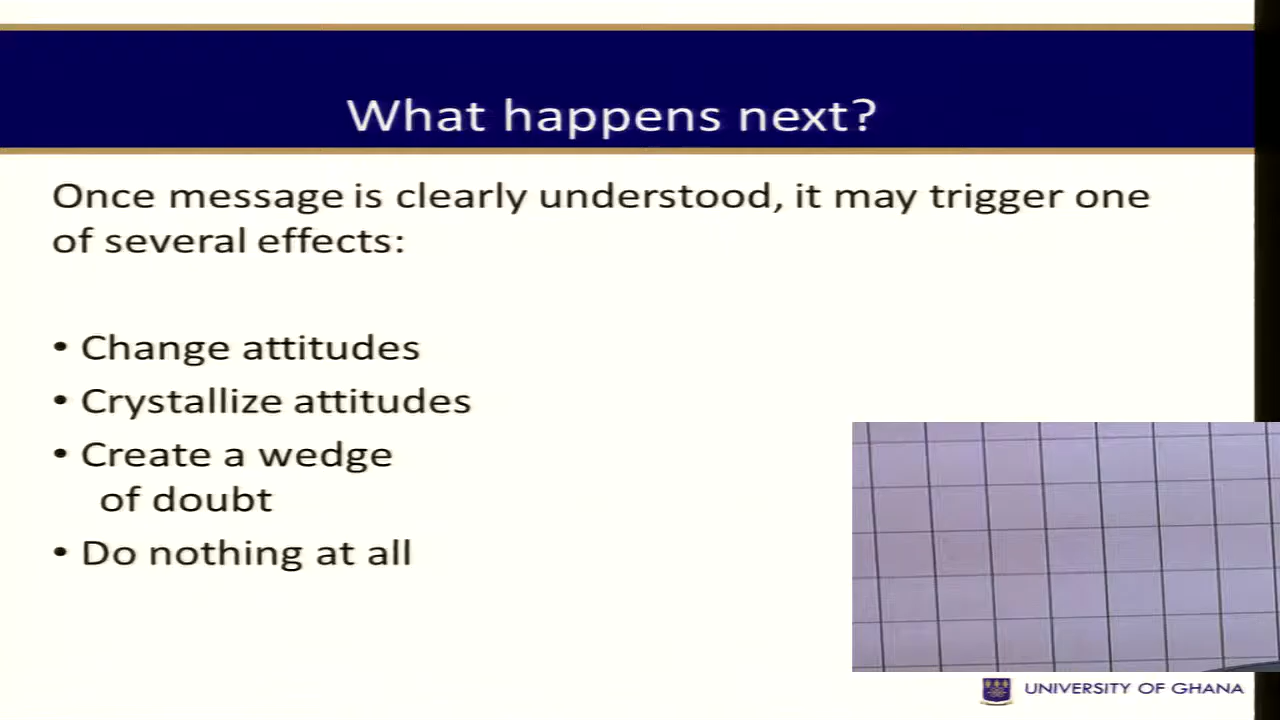 What happens next?
Once message is clearly understood, it may trigger one
of several effects:
• Change attitudes
• Crystallize attitudes
• Create a wedge
of doubt
• Do nothing at all
UNIVERSITY OF GHANA